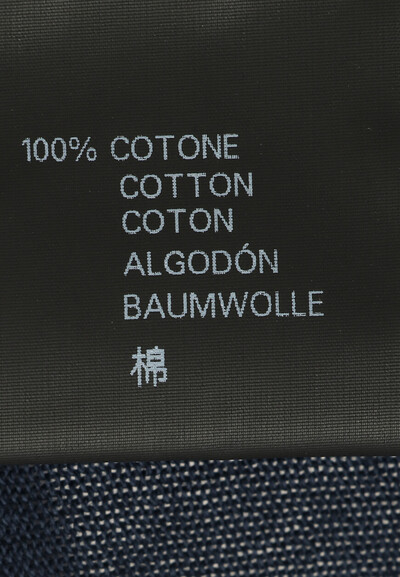 100% COTONE
COTTON
COTON
ALGODÓN
BAUMWOLLE
棉